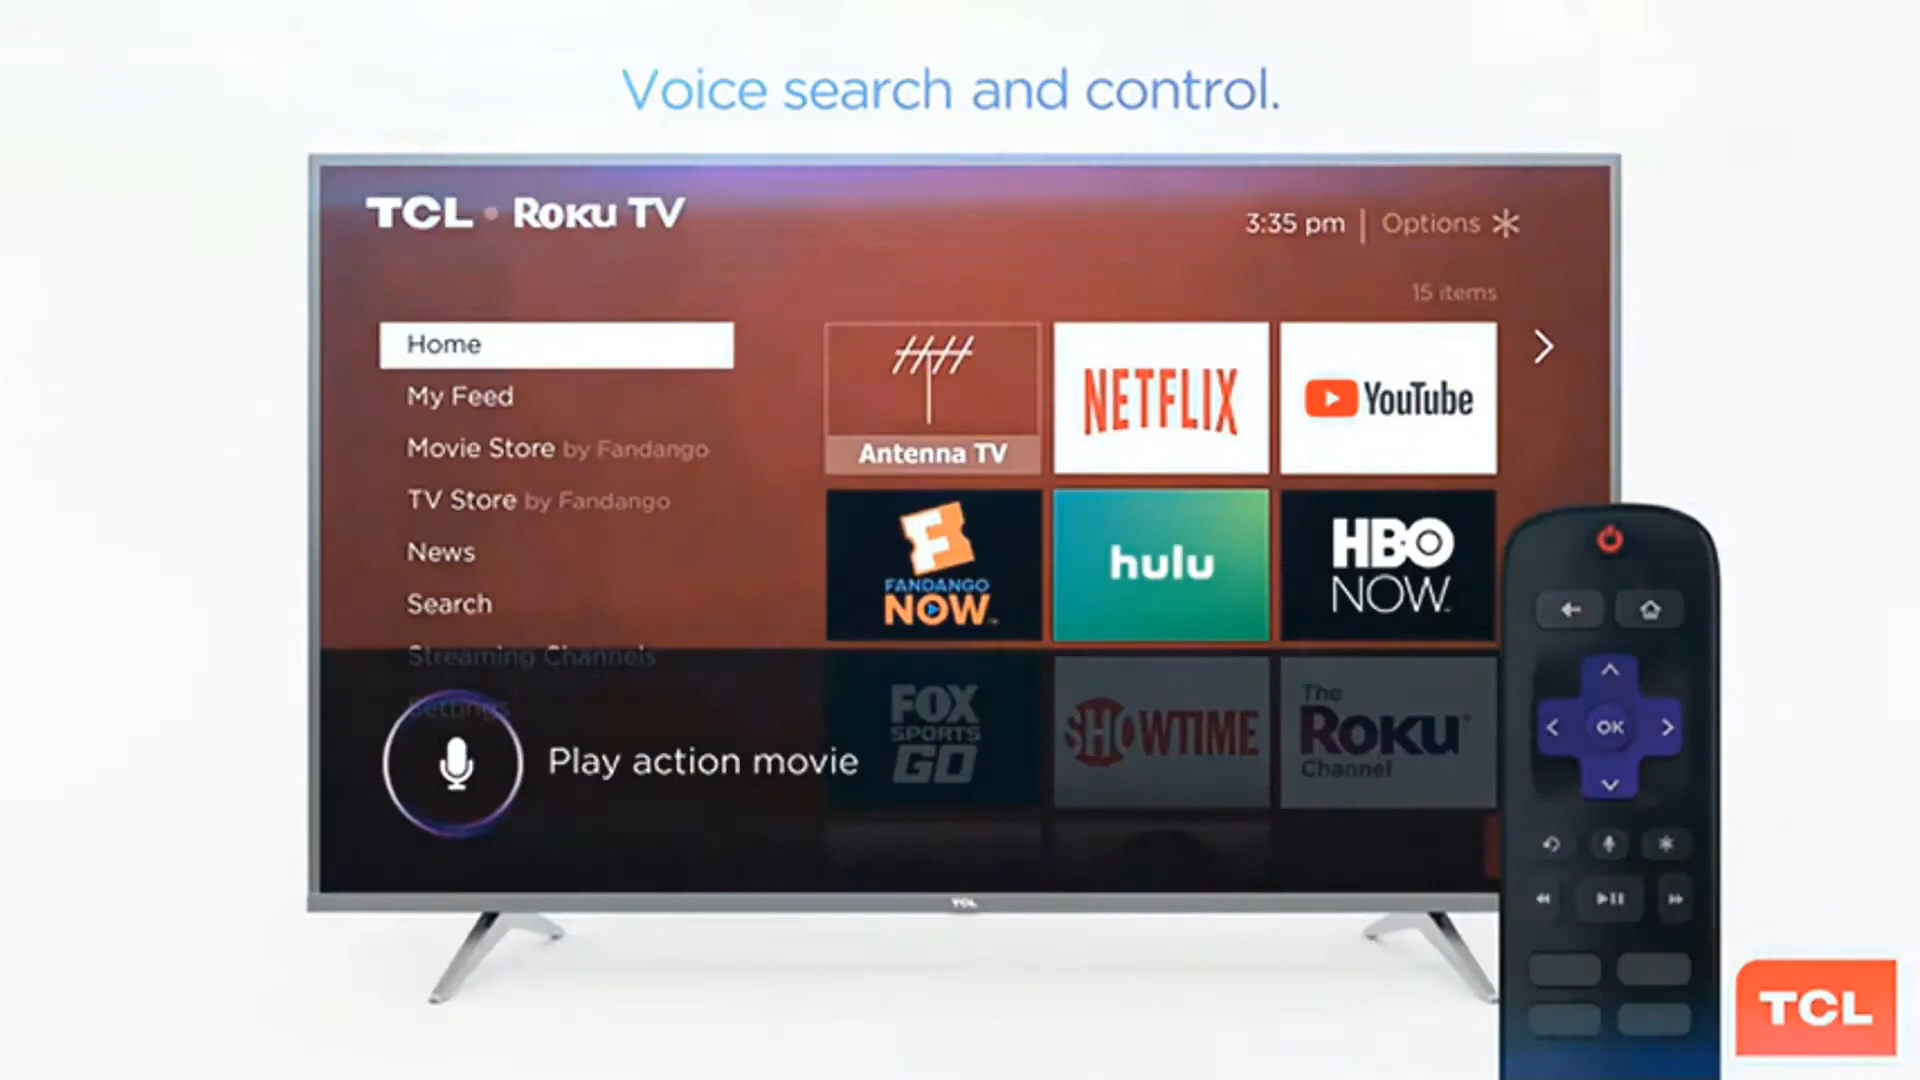 Voice search and control.
TCL • Roku TV
3:35 pm | Options
15 items
Home
My Feed
Movie Store by Fandango
TV Store by Fandango
News
Search
Streaming Channels
Settings
Antenna TV
NETFLIX
YouTube
FANDANGO
NOW
hulu
HBO
NOW
FOX
SPORTS
GO
SHOWTIME
The
Roku
Channel
Play action movie
TCL
OK
TCL